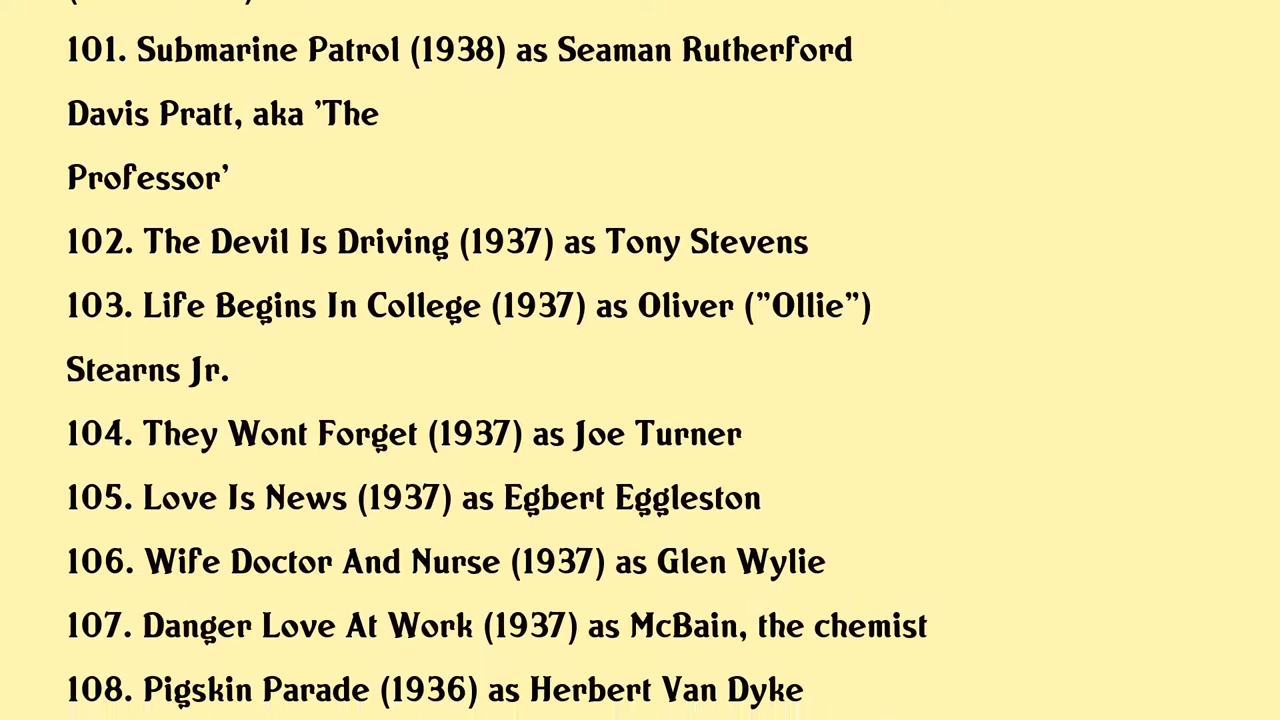 101. Submarine Patrol (1938) as Seaman Rutherford
Davis Pratt, aka 'The
Professor'
102. The Devil Is Driving (1937) as Tony Stevens
103. Life Begins In College (1937) as Oliver ("Ollie")
Stearns Jr.
104. They Wont Forget (1937) as Joe Turner
105. Love Is News (1937) as Egbert Eggleston
106. Wife Doctor And Nurse (1937) as Glen Wylie
107. Danger Love At Work (1937) as McBain, the chemist
108. Pigskin Parade (1936) as Herbert Van Dyke